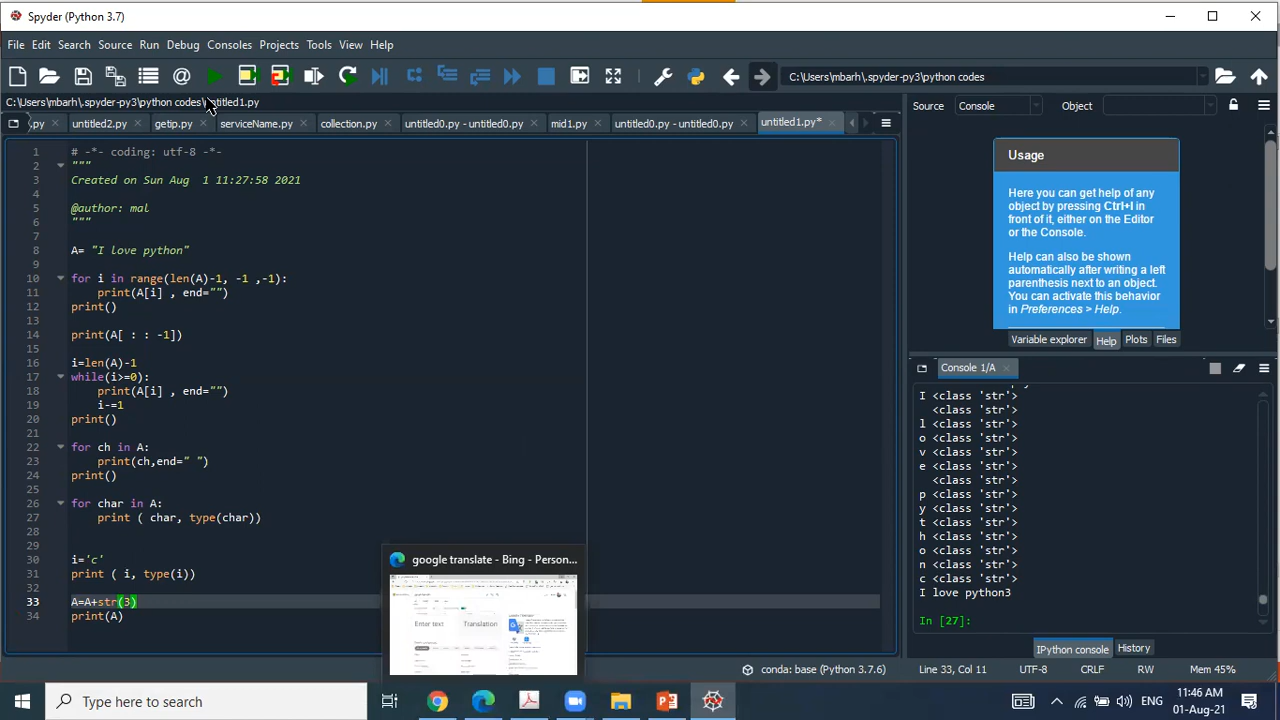 Spyder (Python 3.7)
File Edit Search Source Run Debug Consoles Projects Tools View Help
C:\Users\mbarh\.spyder-py3\python codes
C:\Users\mbarh\.spyder-py3\python codes\untitled1.py
.py untitled2.py getip.py serviceName.py collection.py untitled0.py - untitled0.py mid1.py untitled0.py - untitled0.py untitled1.py*
1 # -*- coding: utf-8 -*-
2 """
3 Created on Sun Aug 1 11:27:58 2021
4
5 @author: mal
6 """
7
8 A= "I love python"
9
10 for i in range(len(A)-1, -1 ,-1):
11 print(A[i] , end="")
12 print()
13
14 print(A[ : : -1])
15
16 i=len(A)-1
17 while(i>=0):
18 print(A[i] , end="")
19 i-=1
20 print()
21
22 for ch in A:
23 print(ch,end=" ")
24 print()
25
26 for char in A:
27 print ( char, type(char))
28
29
30 i='c'
31 print(type(i))
32
33 A+=str(3)
34 print(A)
Source Console Object
Usage
Here you can get help of any
object by pressing Ctrl+I in
front of it, either on the Editor
or the Console.
Help can also be shown
automatically after writing a left
parenthesis next to an object.
You can activate this behavior
in Preferences > Help.
Variable explorer Help Plots Files
Console 1/A
I <class 'str'>
<class 'str'>
l <class 'str'>
o <class 'str'>
v <class 'str'>
e <class 'str'>
<class 'str'>
p <class 'str'>
y <class 'str'>
t <class 'str'>
h <class 'str'>
o <class 'str'>
n <class 'str'>
<class 'str'>
I love python3
In [27]:
IPython console History
google translate - Bing - Person...
Enter text Translation
conda: base (Python 3.7.6) Line 33, Col UTF-8 CRLF RW Mem
Type here to search
ENG
11:46 AM
01-Aug-21